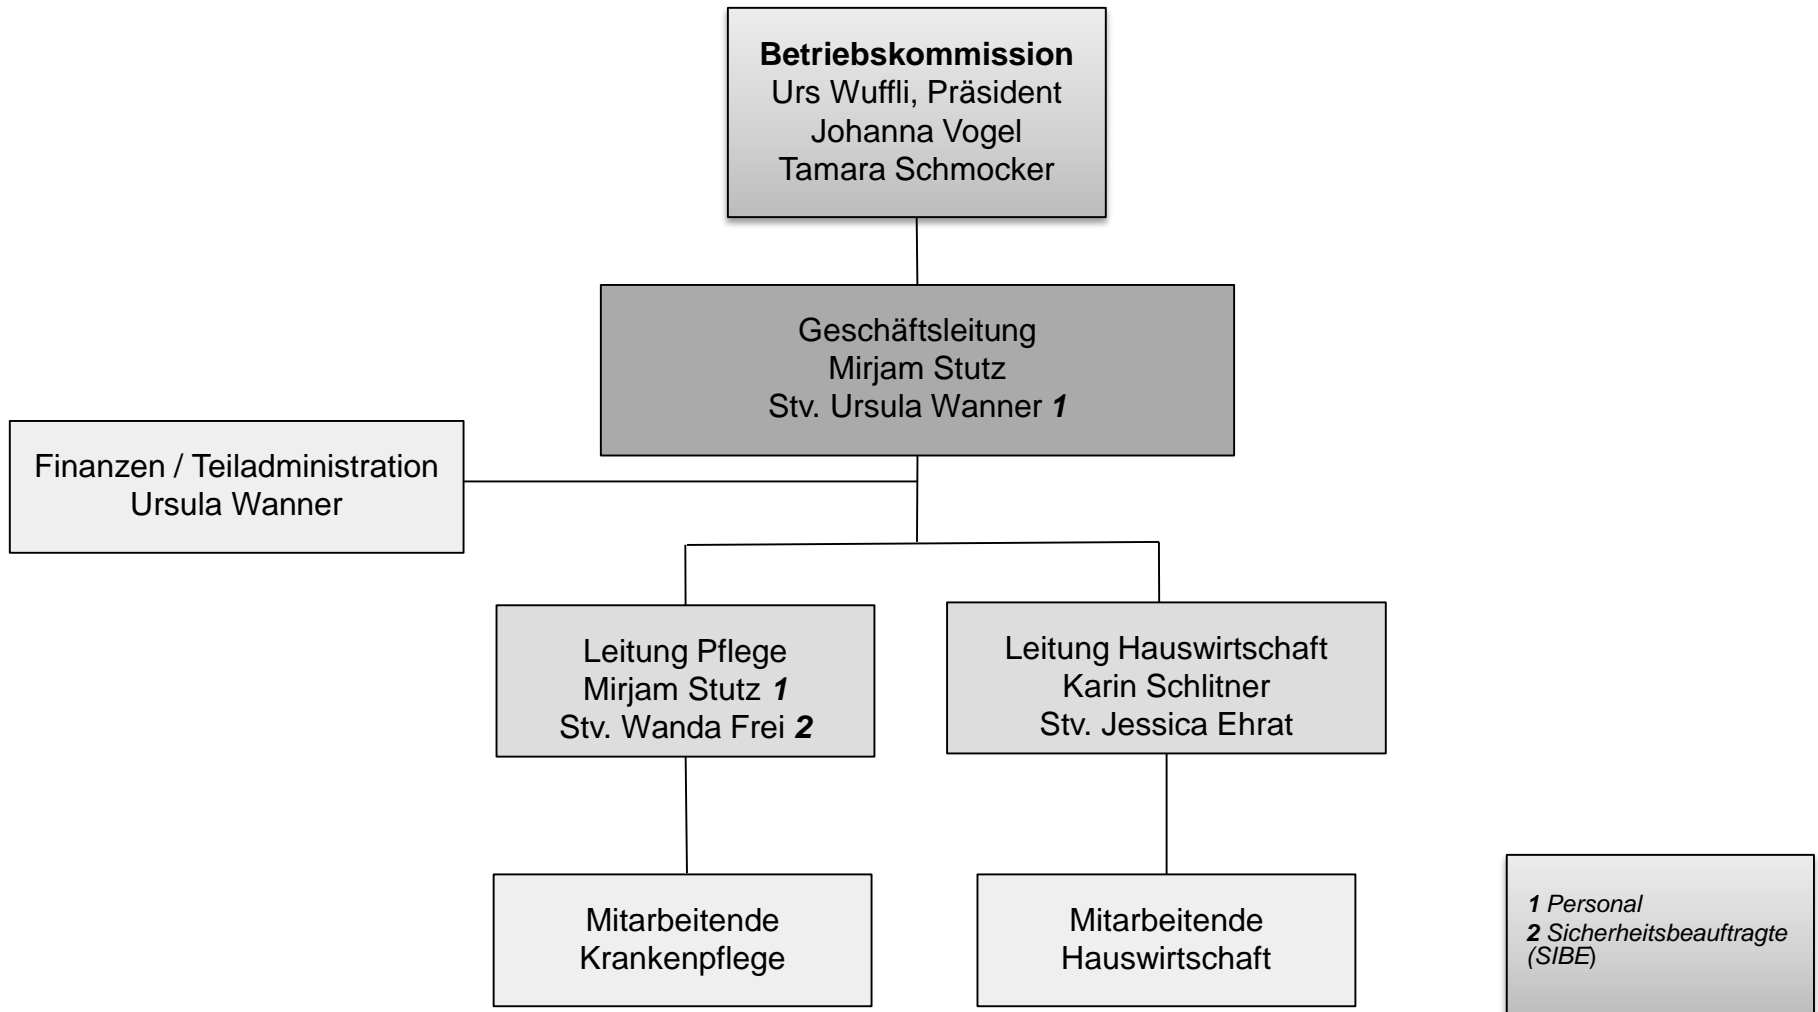 Betriebskommission
Urs Wuffli, Präsident
Johanna Vogel
Tamara Schmocker
Geschäftsleitung
Mirjam Stutz
Stv. Ursula Wanner 1
Finanzen / Teiladministration
Ursula Wanner
Leitung Pflege
Mirjam Stutz 1
Stv. Wanda Frei 2
Leitung Hauswirtschaft
Karin Schlitner
Stv. Jessica Ehrat
Mitarbeitende
Krankenpflege
Mitarbeitende
Hauswirtschaft
1 Personal
2 Sicherheitsbeauftragte
(SIBE)